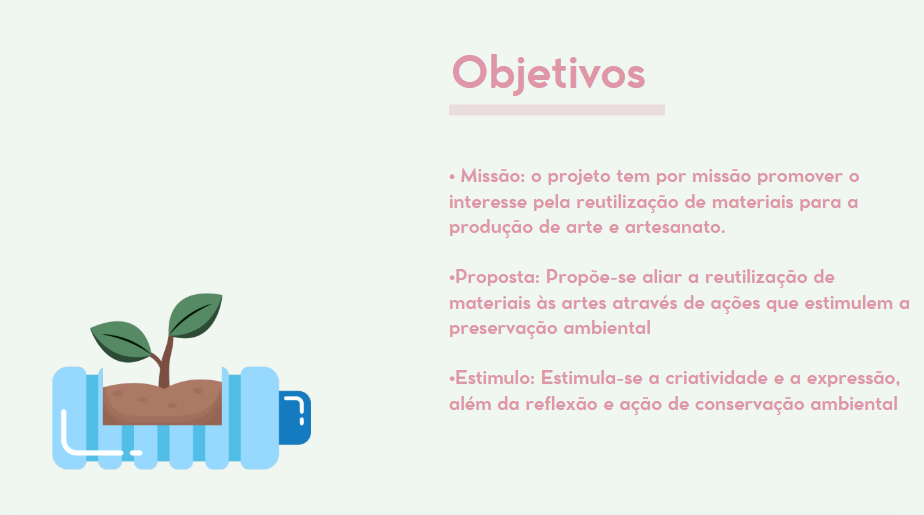 Objetivos
• Missão: o projeto tem por missão promover o
interesse pela reutilização de materiais para a
produção de arte e artesanato.
•Proposta: Propõe-se aliar a reutilização de
materiais às artes através de ações que estimulem a
preservação ambiental
•Estimulo: Estimula-se a criatividade e a expressão,
além da reflexão e ação de conservação ambiental